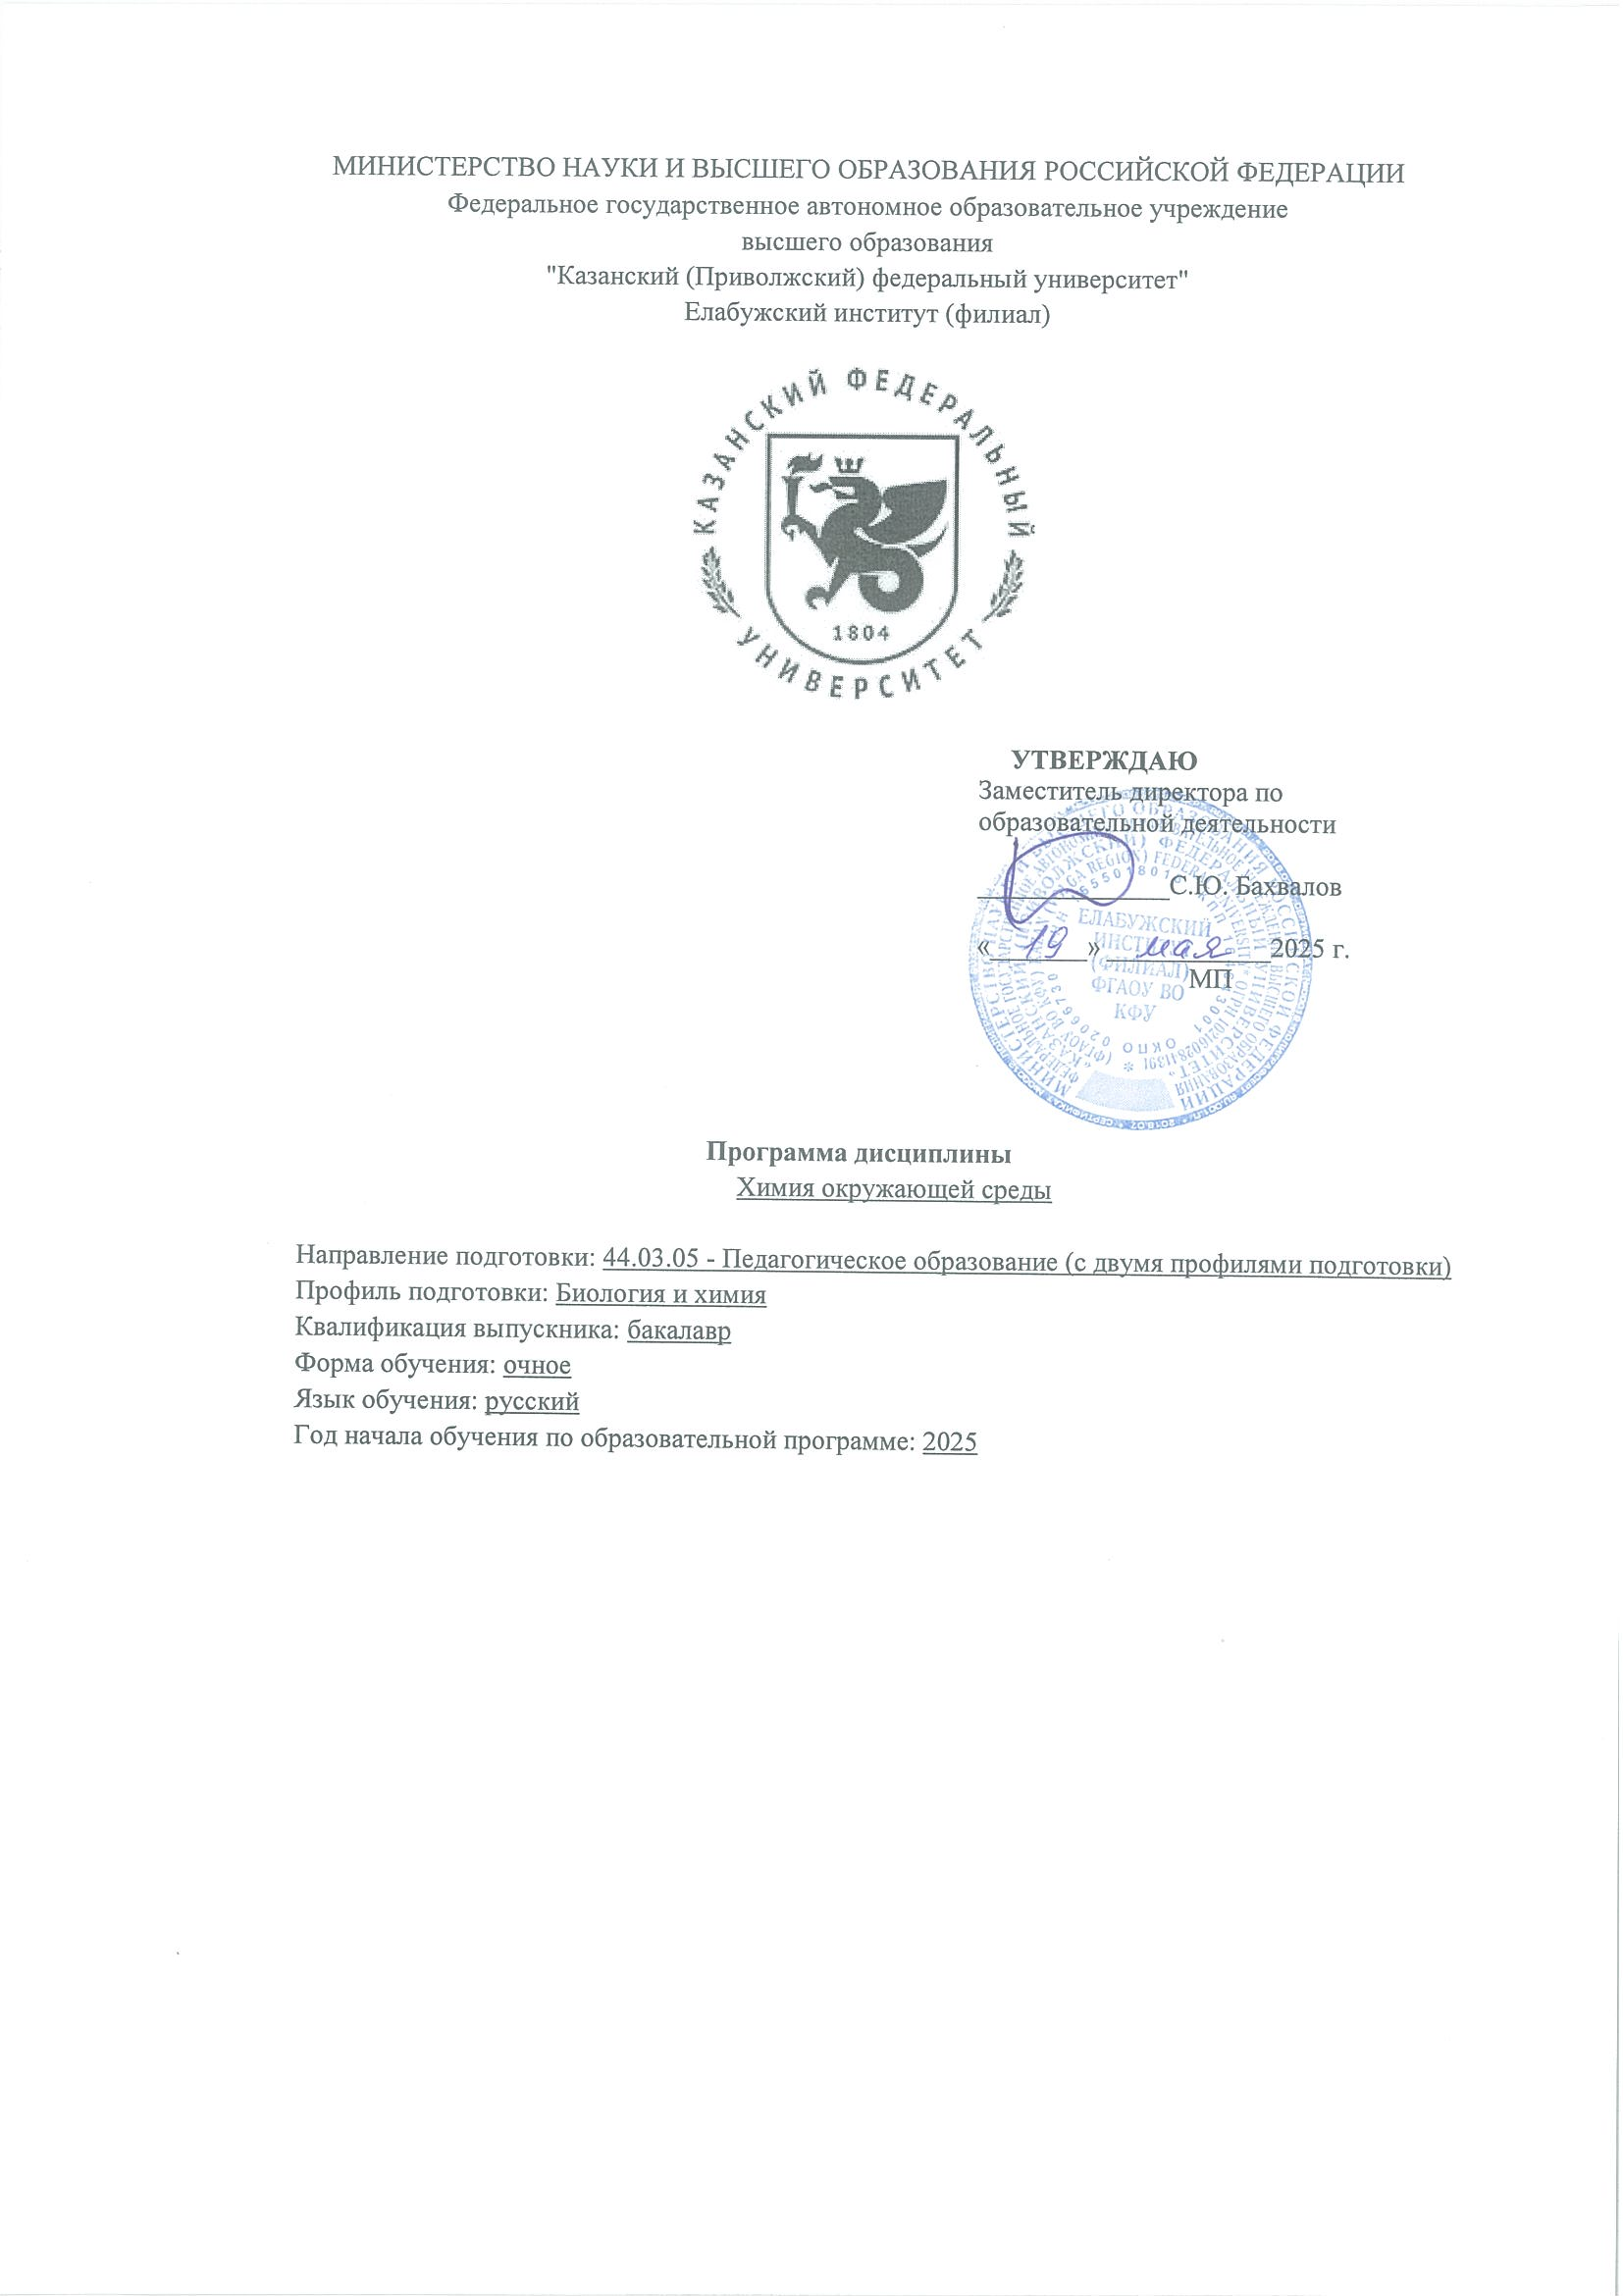 МИНИСТЕРСТВО НАУКИ И ВЫСШЕГО ОБРАЗОВАНИЯ РОССИЙСКОЙ ФЕДЕРАЦИИ
Федеральное государственное автономное образовательное учреждение
высшего образования
"Казанский (Приволжский) федеральный университет"
Елабужский институт (филиал)
КАЗАНСКИЙ ФЕДЕРАЛЬНЫЙ
1804
УНИВЕРСИТЕТ
УТВЕРЖДАЮ
Заместитель директора по
образовательной деятельности
С.Ю. Бахвалов
« 19 » мая 2025 г.
МП
ЕЛАБУЖСКИЙ
(ФИЛИАЛ)
ФГАОУ ВО
КФУ
Программа дисциплины
Химия окружающей среды
Направление подготовки: 44.03.05 - Педагогическое образование (с двумя профилями подготовки)
Профиль подготовки: Биология и химия
Квалификация выпускника: бакалавр
Форма обучения: очное
Язык обучения: русский
Год начала обучения по образовательной программе: 2025